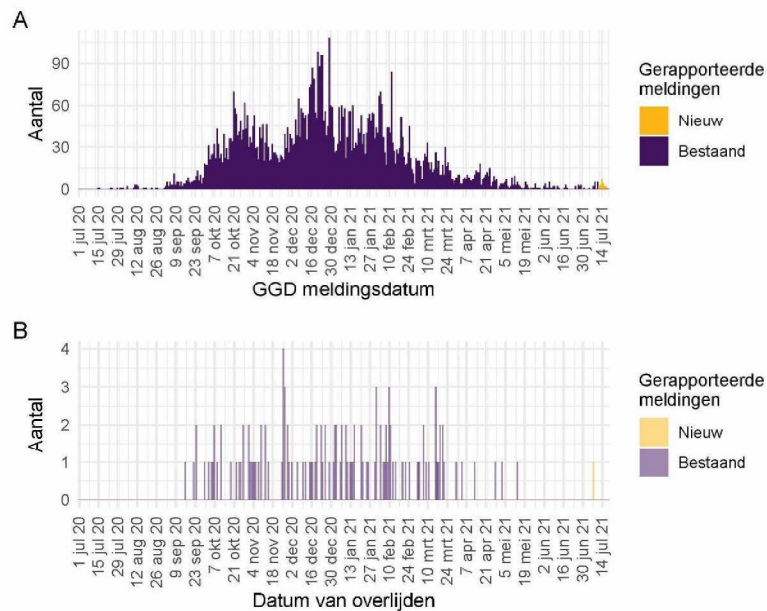 A
Aantal
90
60
30
0
1 jul 20
15 jul 20
29 jul 20
12 aug 20
26 aug 20
9 sep 20
23 sep 20
7 okt 20
21 okt 20
4 nov 20
18 nov 20
2 dec 20
16 dec 20
30 dec 20
13 jan 21
27 jan 21
10 feb 21
24 feb 21
10 mrt 21
24 mrt 21
7 apr 21
21 apr 21
5 mei 21
19 mei 21
2 jun 21
16 jun 21
30 jun 21
14 jul 21
GGD meldingsdatum
Gerapporteerde
meldingen
Nieuw
Bestaand
B
Aantal
4
3
2
1
0
1 jul 20
15 jul 20
29 jul 20
12 aug 20
26 aug 20
9 sep 20
23 sep 20
7 okt 20
21 okt 20
4 nov 20
18 nov 20
2 dec 20
16 dec 20
30 dec 20
13 jan 21
27 jan 21
10 feb 21
24 feb 21
10 mrt 21
24 mrt 21
7 apr 21
21 apr 21
5 mei 21
19 mei 21
2 jun 21
16 jun 21
30 jun 21
14 jul 21
Datum van overlijden
Gerapporteerde
meldingen
Nieuw
Bestaand